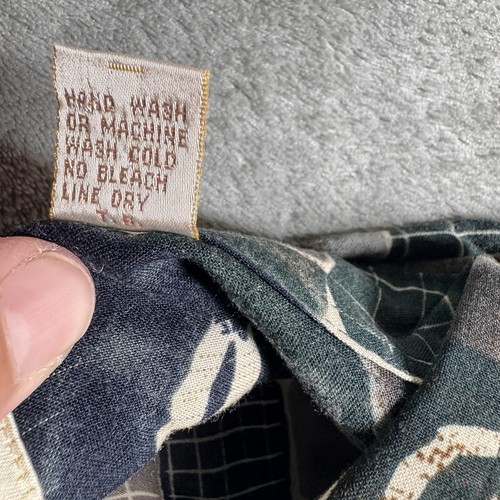 HAND WASH
OR MACHINE
WASH COLD
NO BLEACH
LINE DRY